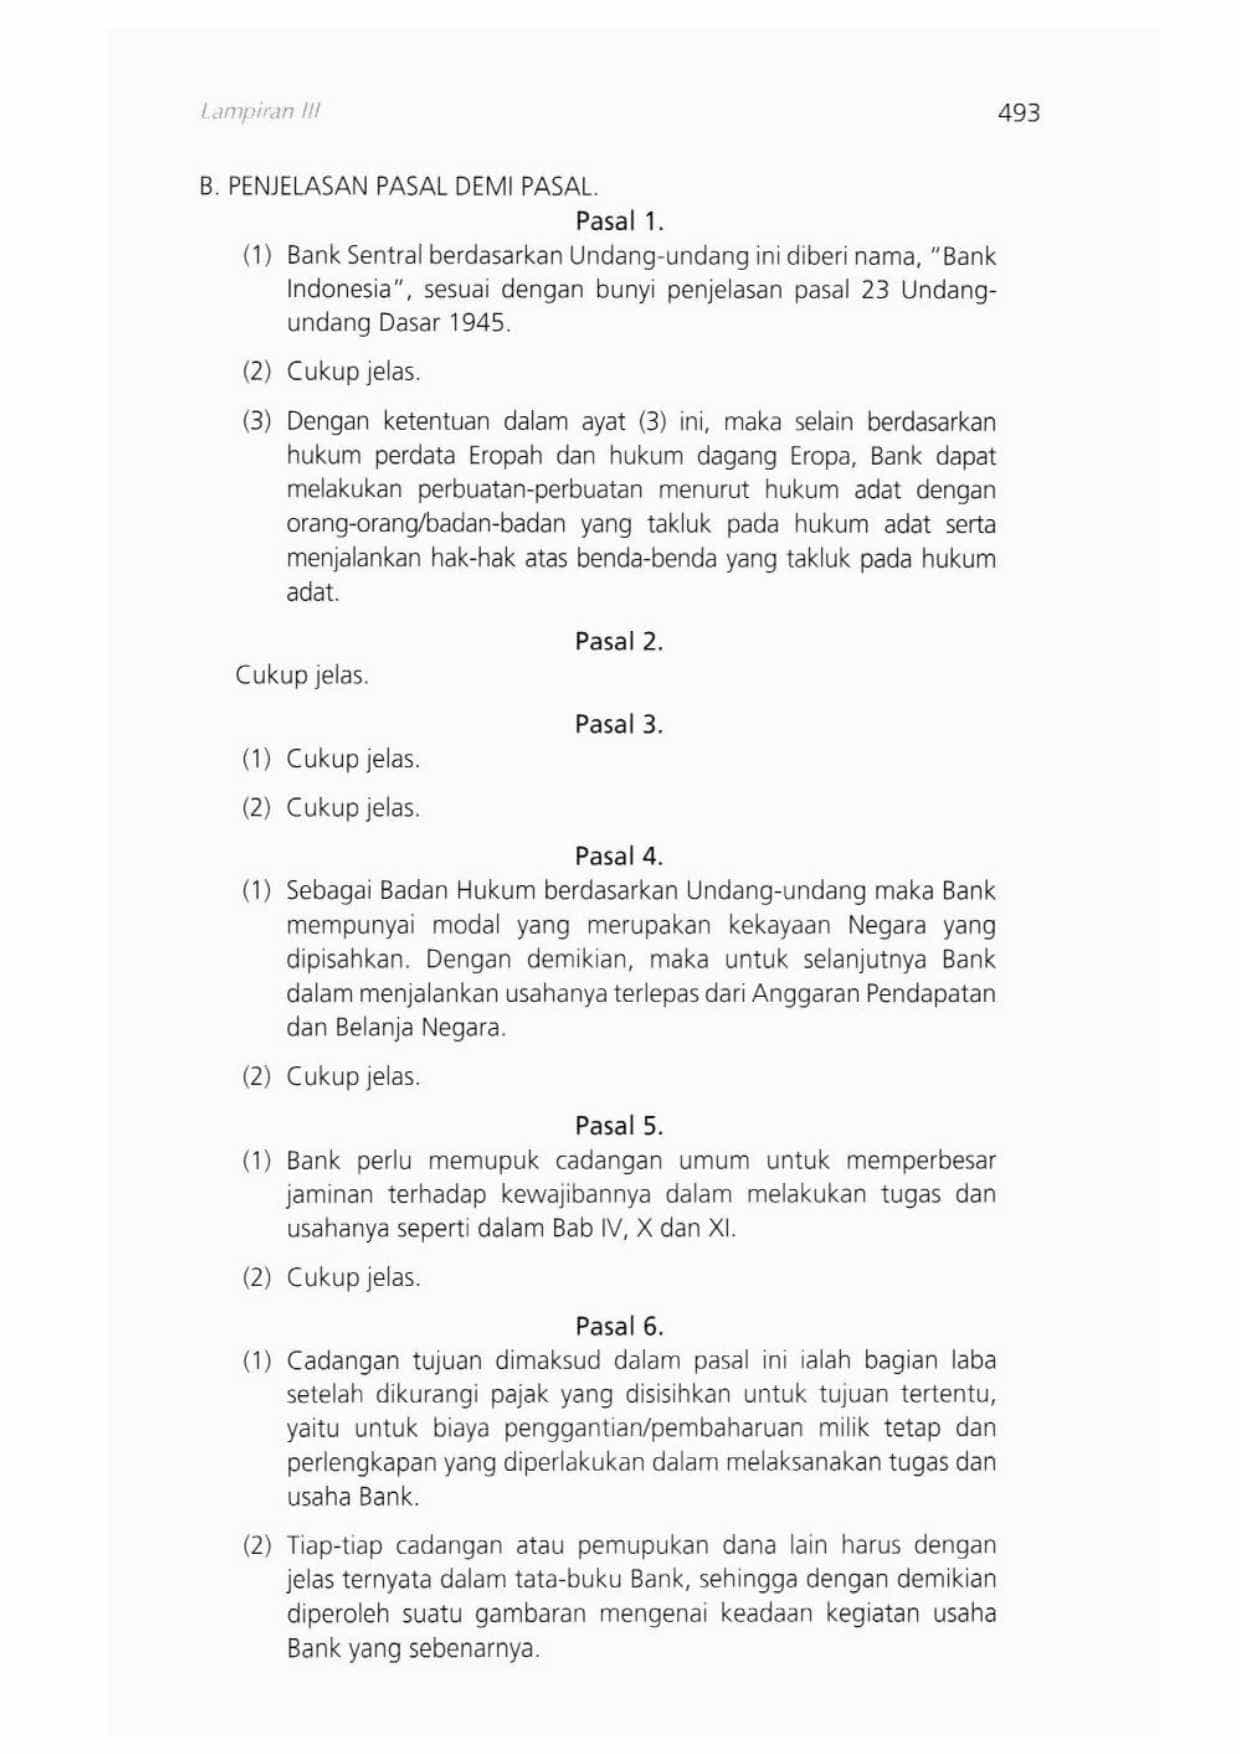 Lampiran III
493
B. PENJELASAN PASAL DEMI PASAL.
Pasal 1.
(1) Bank Sentral berdasarkan Undang-undang ini diberi nama, "Bank
Indonesia", sesuai dengan bunyi penjelasan pasal 23 Undang-
undang Dasar 1945.
(2) Cukup jelas.
(3) Dengan ketentuan dalam ayat (3) ini, maka selain berdasarkan
hukum perdata Eropah dan hukum dagang Eropa, Bank dapat
melakukan perbuatan-perbuatan menurut hukum adat dengan
orang-orang/badan-badan yang takluk pada hukum adat serta
menjalankan hak-hak atas benda-benda yang takluk pada hukum
adat.
Pasal 2.
Cukup jelas.
Pasal 3.
(1) Cukup jelas.
(2) Cukup jelas.
Pasal 4.
(1) Sebagai Badan Hukum berdasarkan Undang-undang maka Bank
mempunyai modal yang merupakan kekayaan Negara yang
dipisahkan. Dengan demikian, maka untuk selanjutnya Bank
dalam menjalankan usahanya terlepas dari Anggaran Pendapatan
dan Belanja Negara.
(2) Cukup jelas.
Pasal 5.
(1) Bank perlu memupuk cadangan umum untuk memperbesar
jaminan terhadap kewajibannya dalam melakukan tugas dan
usahanya seperti dalam Bab IV, X dan XI.
(2) Cukup jelas.
Pasal 6.
(1) Cadangan tujuan dimaksud dalam pasal ini ialah bagian laba
setelah dikurangi pajak yang disisihkan untuk tujuan tertentu,
yaitu untuk biaya penggantian/pembaharuan milik tetap dan
perlengkapan yang diperlakukan dalam melaksanakan tugas dan
usaha Bank.
(2) Tiap-tiap cadangan atau pemupukan dana lain harus dengan
jelas ternyata dalam tata-buku Bank, sehingga dengan demikian
diperoleh suatu gambaran mengenai keadaan kegiatan usaha
Bank yang sebenarnya.